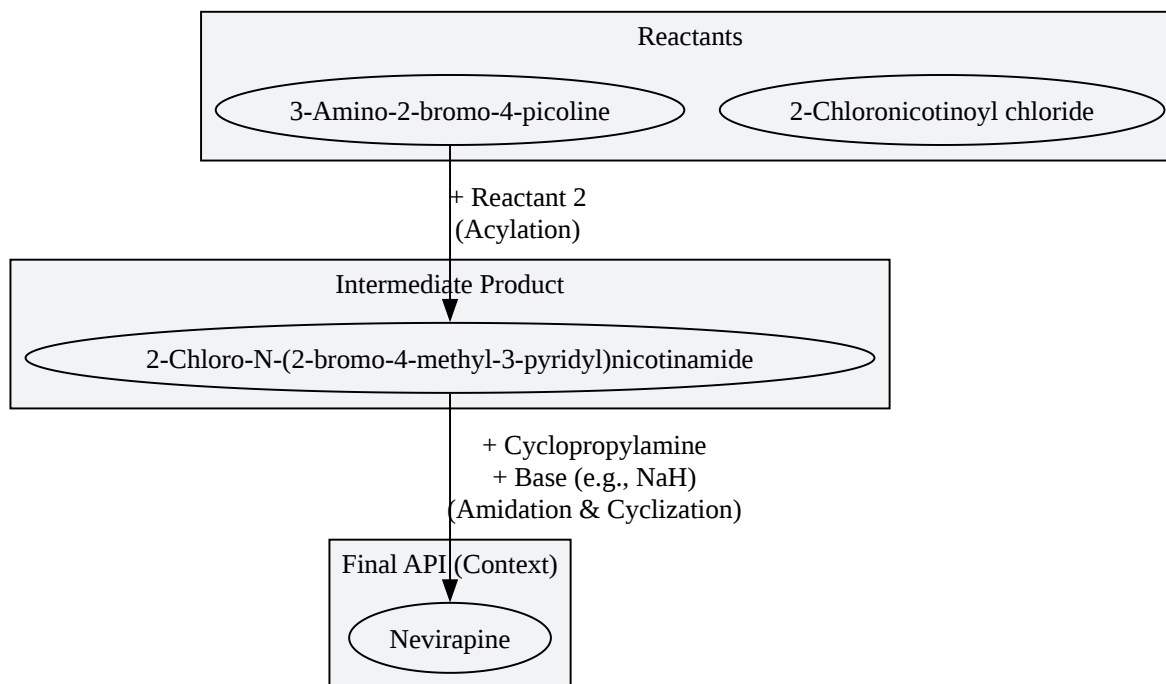 Reactants
3-Amino-2-bromo-4-picoline
2-Chloronicotinoyl chloride
+ Reactant 2
(Acylation)
Intermediate Product
2-Chloro-N-(2-bromo-4-methyl-3-pyridyl)nicotinamide
+ Cyclopropylamine
+ Base (e.g., NaH)
(Amidation & Cyclization)
Final API (Context)
Nevirapine